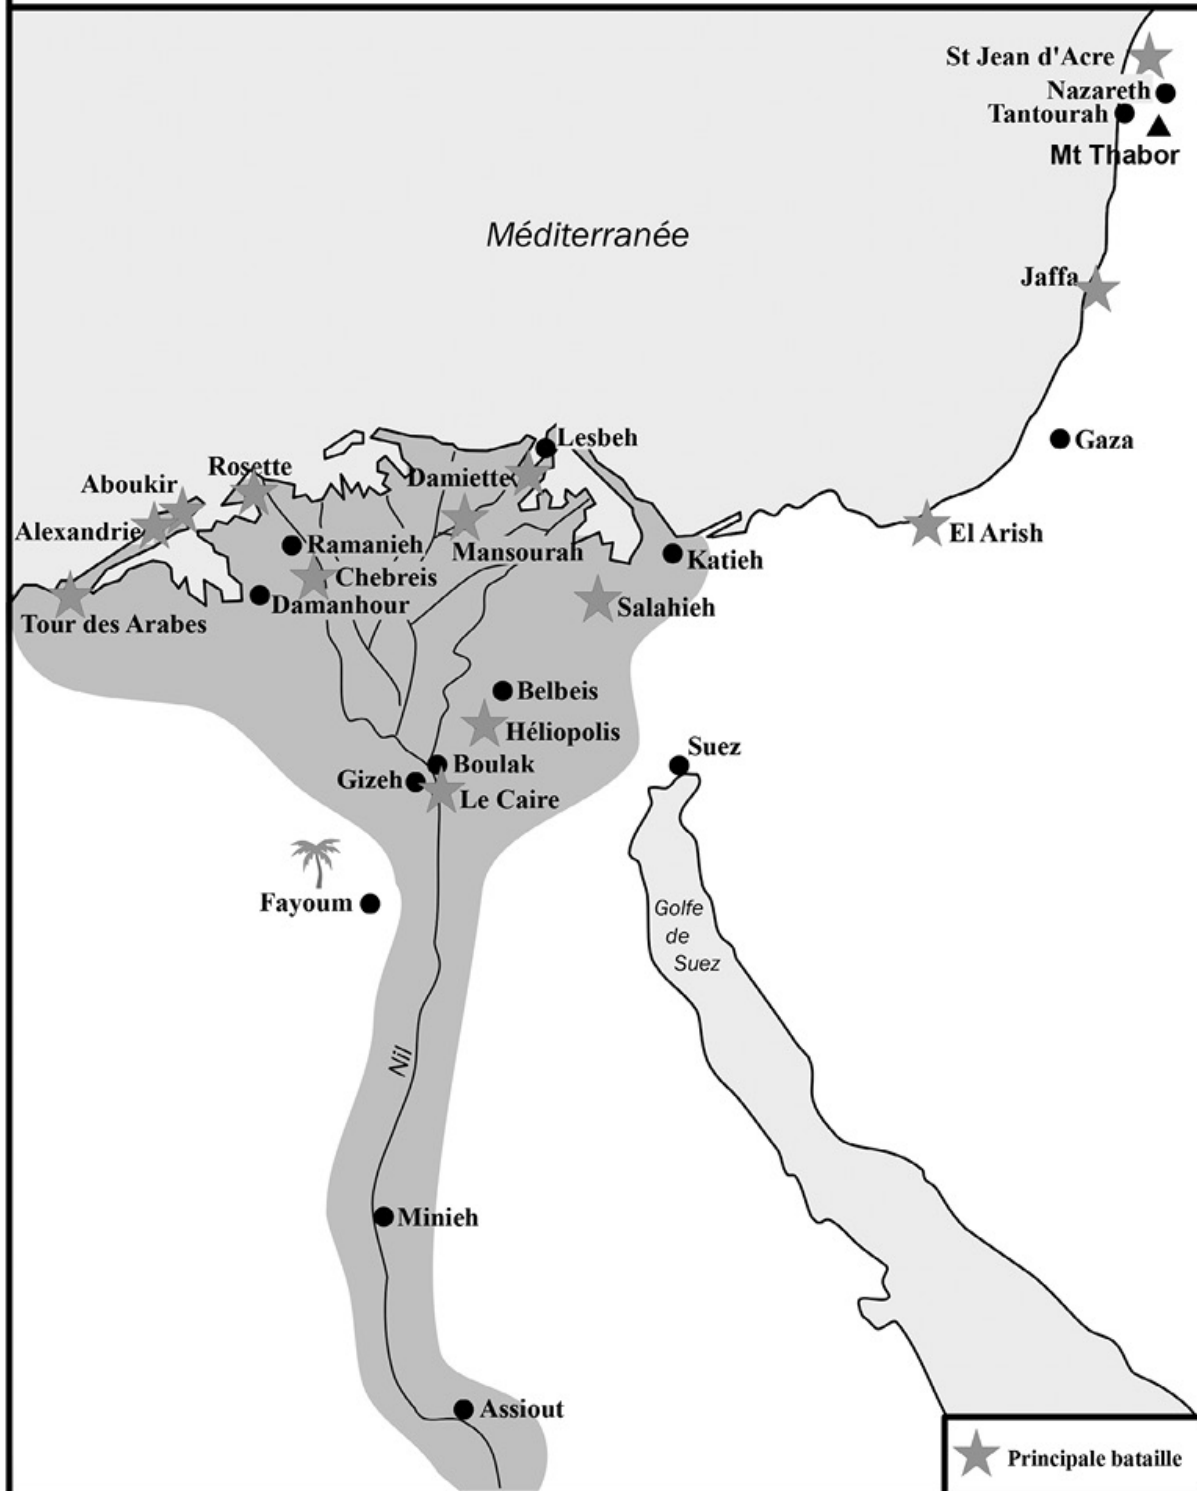 St Jean d'Acre
Nazareth
Tantourah
Mt Thabor
Méditerranée
Jaffa
Lesbeh
Gaza
Rosette
Damiette
Aboukir
Alexandrie
El Arish
Ramanieh
Mansourah
Katieh
Chebreis
Damanhour
Salahieh
Tour des Arabes
Belbeis
Héliopolis
Suez
Boulak
Gizeh
Le Caire
Fayoum
Golfe
de
Suez
Nil
Minieh
Assiout
Principale bataille